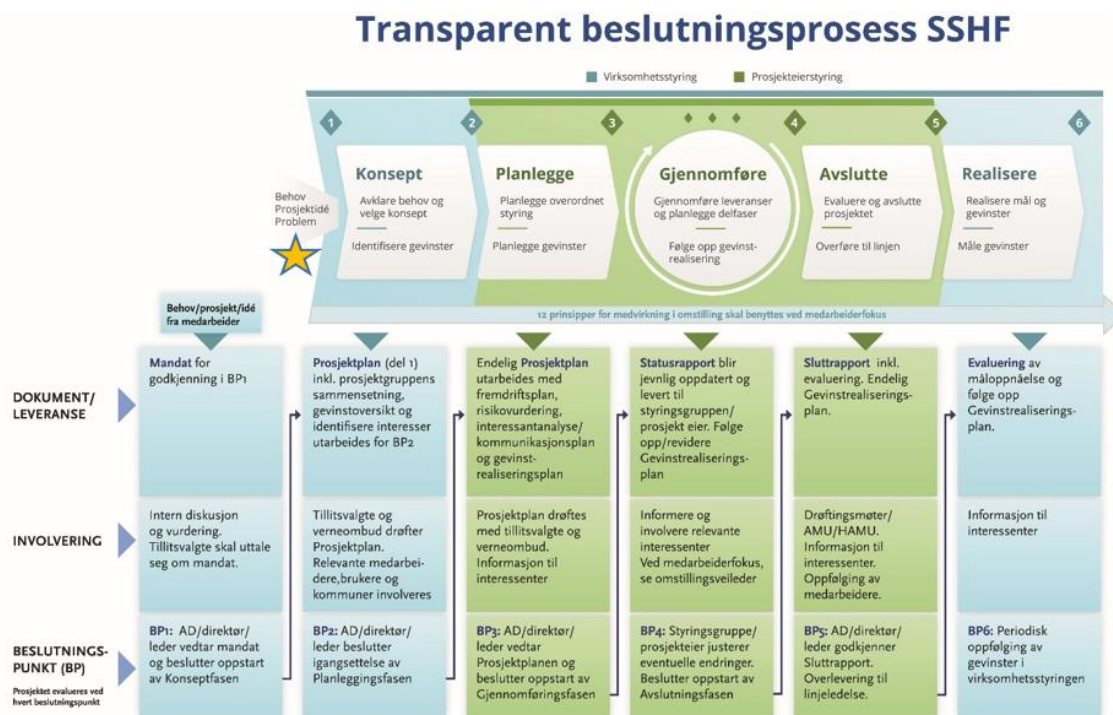 Transparent beslutningsprosess SSHF
Virksomhetsstyring
Prosjekteierstyring
1
2
3
4
5
6
Behov
Prosjektidé
Problem
Konsept
Avklare behov og
velge konsept
Identifisere gevinster
Planlegge
Planlegge overordnet
styring
Planlegge gevinster
Gjennomføre
Gjennomføre leveranser
og planlegge delfaser
Følge opp gevinst-
realisering
Avslutte
Evaluere og avslutte
prosjektet
Overføre til linjen
Realisere
Realisere mål og
gevinster
Måle gevinster
12 prinsipper for medvirkning i omstilling skal benyttes ved medarbeiderfokus
Behov/prosjekt/idé
fra medarbeider
DOKUMENT/
LEVERANSE
Mandat for
godkjenning i BP1
Prosjektplan (del 1)
inkl. prosjektgruppens
sammensetning,
gevinstoversikt og
identifisere interesser
utarbeides for BP2
Endelig Prosjektplan
utarbeides med
fremdriftsplan,
risikovurdering,
interessantanalyse/
kommunikasjonsplan
og gevinst-
realiseringsplan
Statusrapport blir
jevnlig oppdatert og
levert til
styringsgruppen/
prosjekt eier. Følge
opp/revidere
Gevinstrealiserings-
plan
Sluttrapport inkl.
evaluering. Endelig
Gevinstrealiserings-
plan.
Evaluering av
måloppnåelse og
følge opp
Gevinstrealiserings-
plan.
INVOLVERING
Intern diskusjon
og vurdering.
Tillitsvalgte skal uttale
seg om mandat.
Tillitsvalgte og
verneombud drøfter
Prosjektplan.
Relevante medarbei-
dere,brukere og
kommuner involveres
Prosjektplan drøftes
med tillitsvalgte og
verneombud.
Informasjon til
interessenter
Informere og
involvere relevante
interessenter
Ved medarbeiderfokus,
se omstillingsveileder
Drøftingsmøter/
AMU/HAMU.
Informasjon til
interessenter.
Oppfølging av
medarbeidere.
Informasjon til
interessenter
BESLUTNINGS-
PUNKT (BP)
Prosjektet evalueres ved
hvert beslutningspunkt
BP1: AD/direktør/
leder vedtar mandat
og beslutter oppstart
av Konseptfasen
BP2: AD/direktør/
leder beslutter
igangsettelse av
Planleggingsfasen
BP3: AD/direktør/
leder vedtar
Prosjektplanen og
beslutter oppstart av
Gjennomføringsfasen
BP4: Styringsgruppe/
prosjekteier justerer
eventuelle endringer.
Beslutter oppstart av
Avslutningsfasen
BP5: AD/direktør/
leder godkjenner
Sluttrapport.
Overlevering til
linjeledelse.
BP6: Periodisk
oppfølging av
gevinster i
virksomhetsstyringen